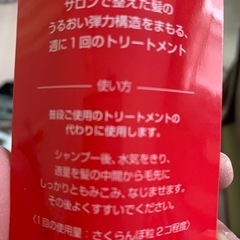 サロンで整えた髪の
うるおい弾力構造をまもる、
週に1回のトリートメント
使い方
普段ご使用のトリートメントの
代わりに使用します。
シャンプー後、水気をきり、
適量を髪の中間から毛先に
しっかりともみこみ、なじませます。
その後よくすすいでください。
〈1回の使用量：さくらんぼ粒2コ程度〉